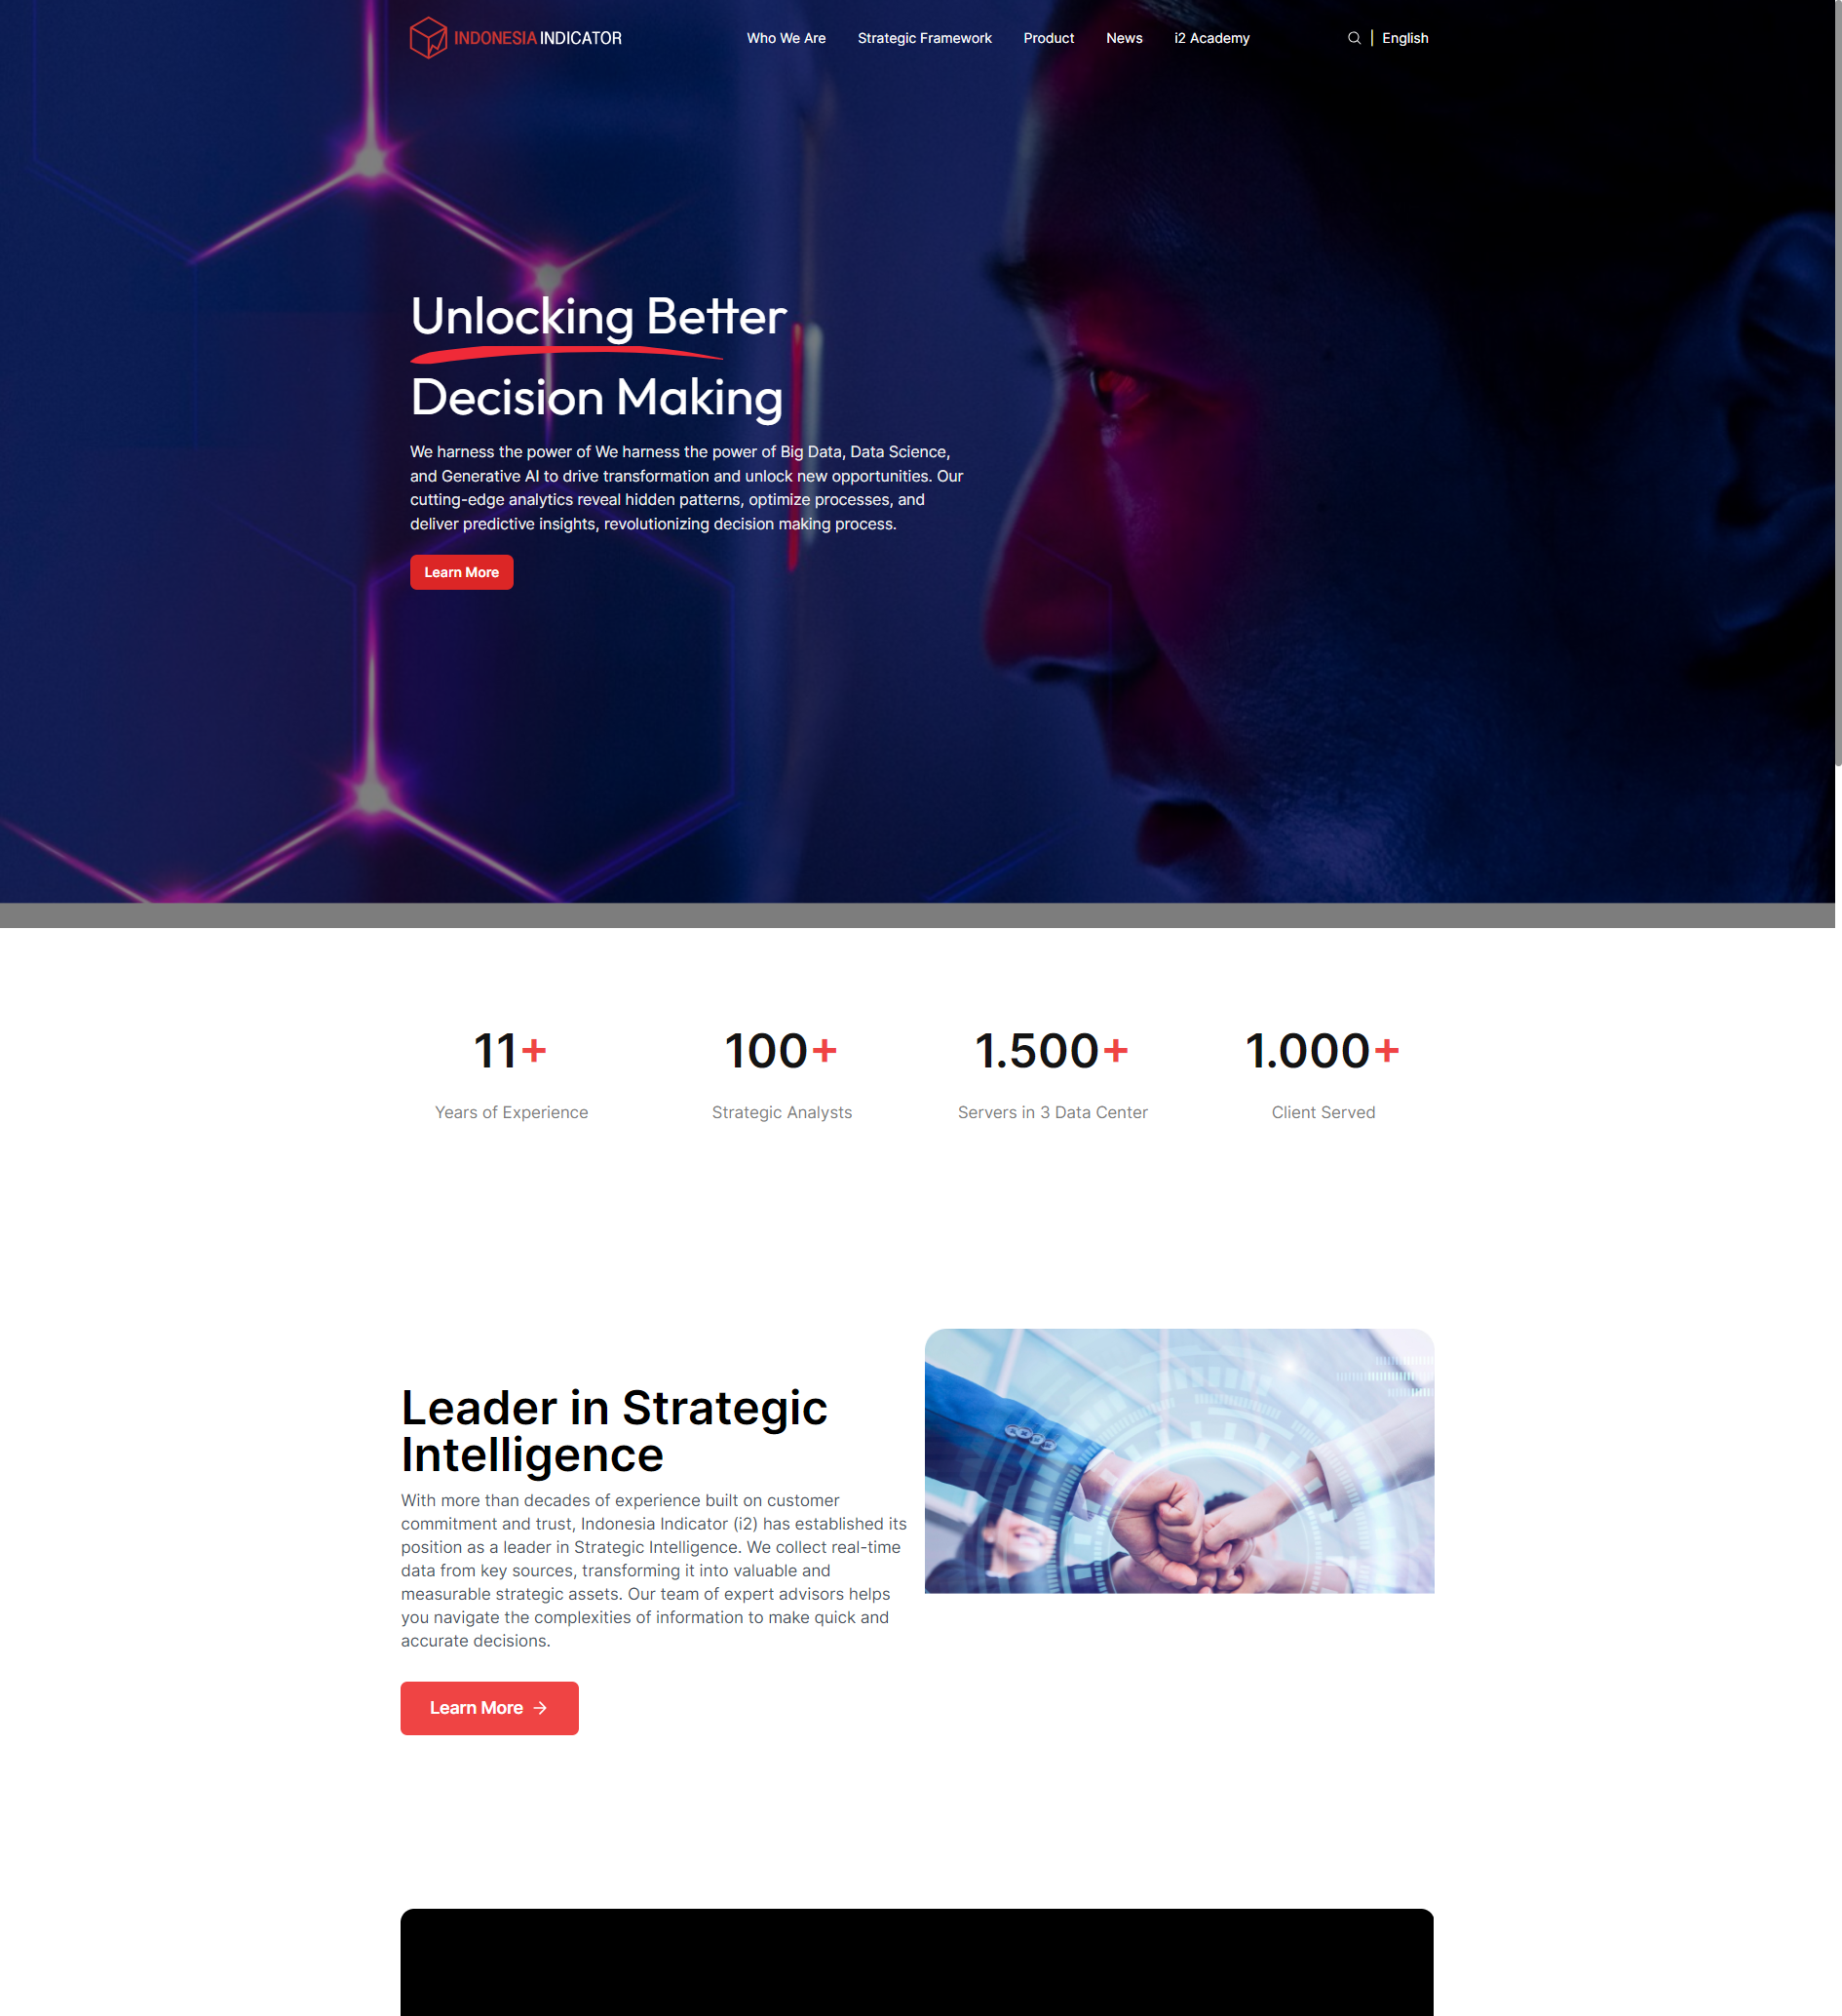 INDONESIA INDICATOR
Who We Are
Strategic Framework
Product
News
i2 Academy
English
Unlocking Better
Decision Making
We harness the power of We harness the power of Big Data, Data Science,
and Generative AI to drive transformation and unlock new opportunities. Our
cutting-edge analytics reveal hidden patterns, optimize processes, and
deliver predictive insights, revolutionizing decision making process.
Learn More
11+
Years of Experience
100+
Strategic Analysts
1.500+
Servers in 3 Data Center
1.000+
Client Served
Leader in Strategic
Intelligence
With more than decades of experience built on customer
commitment and trust, Indonesia Indicator (i2) has established its
position as a leader in Strategic Intelligence. We collect real-time
data from key sources, transforming it into valuable and
measurable strategic assets. Our team of expert advisors helps
you navigate the complexities of information to make quick and
accurate decisions.
Learn More